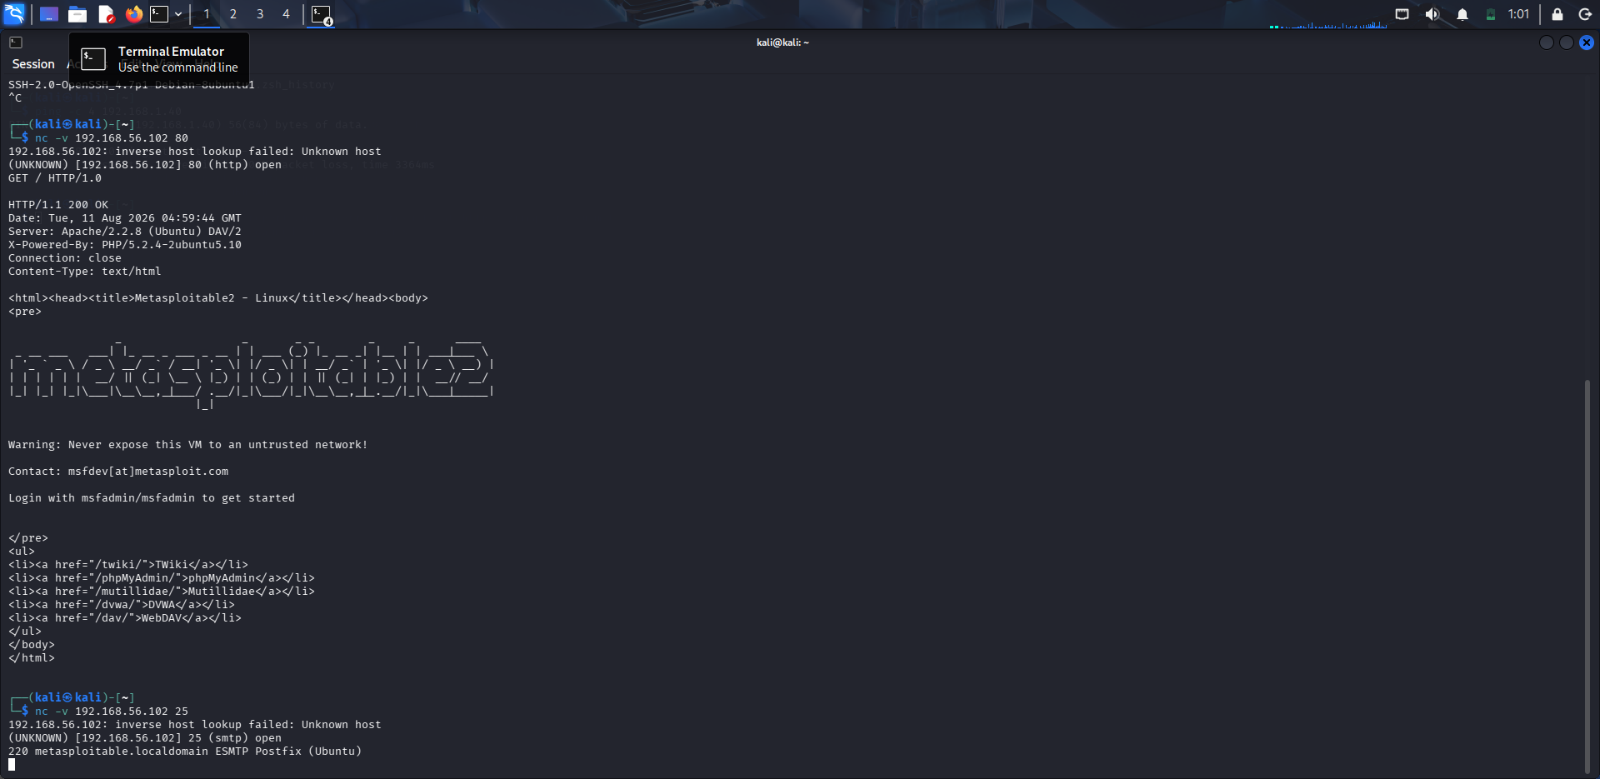 1 2 3 4
4
1:01
kali@kali: ~
Terminal Emulator
Use the command line
Session
SSH-2.0-OpenSSH_4.7p1 Debian-8ubuntu1
^C
(kali㉿kali)-[~]
$ nc -v 192.168.56.102 80
192.168.56.102: inverse host lookup failed: Unknown host
(UNKNOWN) [192.168.56.102] 80 (http) open
GET / HTTP/1.0
HTTP/1.1 200 OK
Date: Tue, 11 Aug 2026 04:59:44 GMT
Server: Apache/2.2.8 (Ubuntu) DAV/2
X-Powered-By: PHP/5.2.4-2ubuntu5.10
Connection: close
Content-Type: text/html
<html><head><title>Metasploitable2 - Linux</title></head><body>
<pre>
metasploitable2
Warning: Never expose this VM to an untrusted network!
Contact: msfdev[at]metasploit.com
Login with msfadmin/msfadmin to get started
</pre>
<ul>
<li><a href="/twiki/">TWiki</a></li>
<li><a href="/phpMyAdmin/">phpMyAdmin</a></li>
<li><a href="/mutillidae/">Mutillidae</a></li>
<li><a href="/dvwa/">DVWA</a></li>
<li><a href="/dav/">WebDAV</a></li>
</ul>
</body>
</html>
(kali㉿kali)-[~]
$ nc -v 192.168.56.102 25
192.168.56.102: inverse host lookup failed: Unknown host
(UNKNOWN) [192.168.56.102] 25 (smtp) open
220 metasploitable.localdomain ESMTP Postfix (Ubuntu)